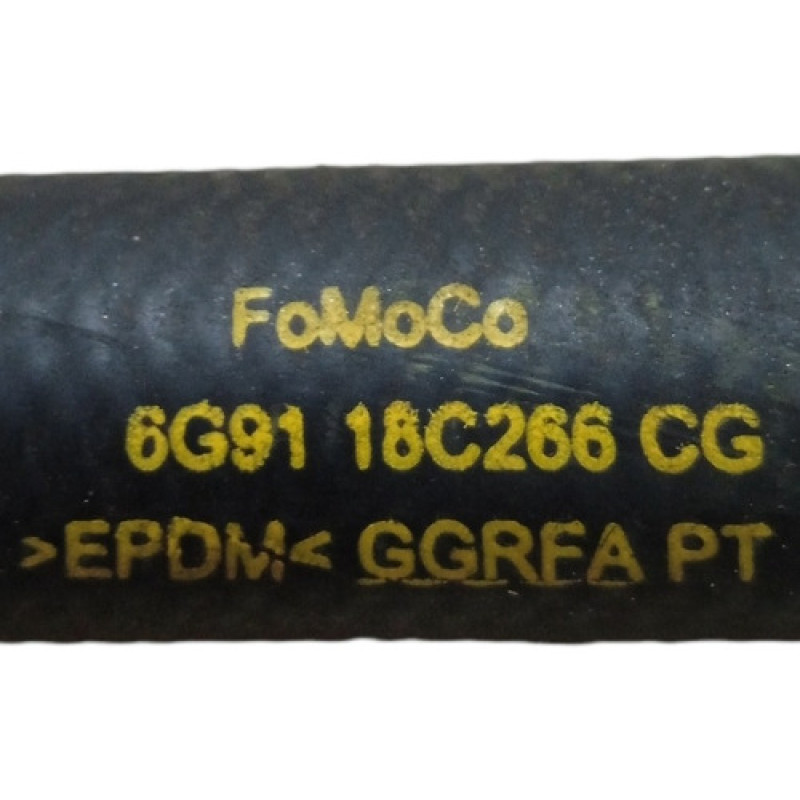 FoMoCo
6G91 18C266 CG
>EPDM< GGRFA PT